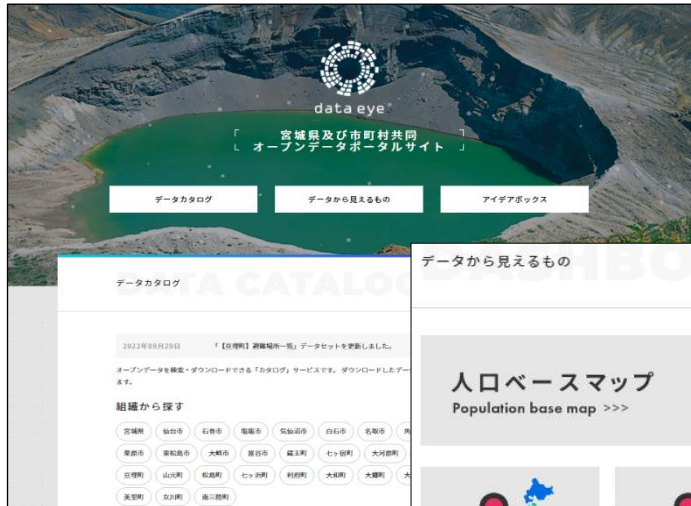 data eye
宮城県及び市町村共同
オープンデータポータルサイト
データカタログ
データから見えるもの
アイデアボックス
データカタログ
DATA CATALOG
2022年09月29日 「【亘理町】避難場所一覧」データセットを更新しました。
オープンデータを検索・ダウンロードできる「カタログ」サービスです。ダウンロードしたデー
ます。
組織から探す
宮城県 仙台市 石巻市 塩竈市 気仙沼市 白石市 名取市 角
栗原市 東松島市 大崎市 富谷市 蔵王町 七ヶ宿町 大河原町
亘理町 山元町 松島町 七ヶ浜町 利府町 大和町 大郷町 大
美里町 女川町 南三陸町
データから見えるもの
DASHBO
人口ベースマップ
Population base map >>>